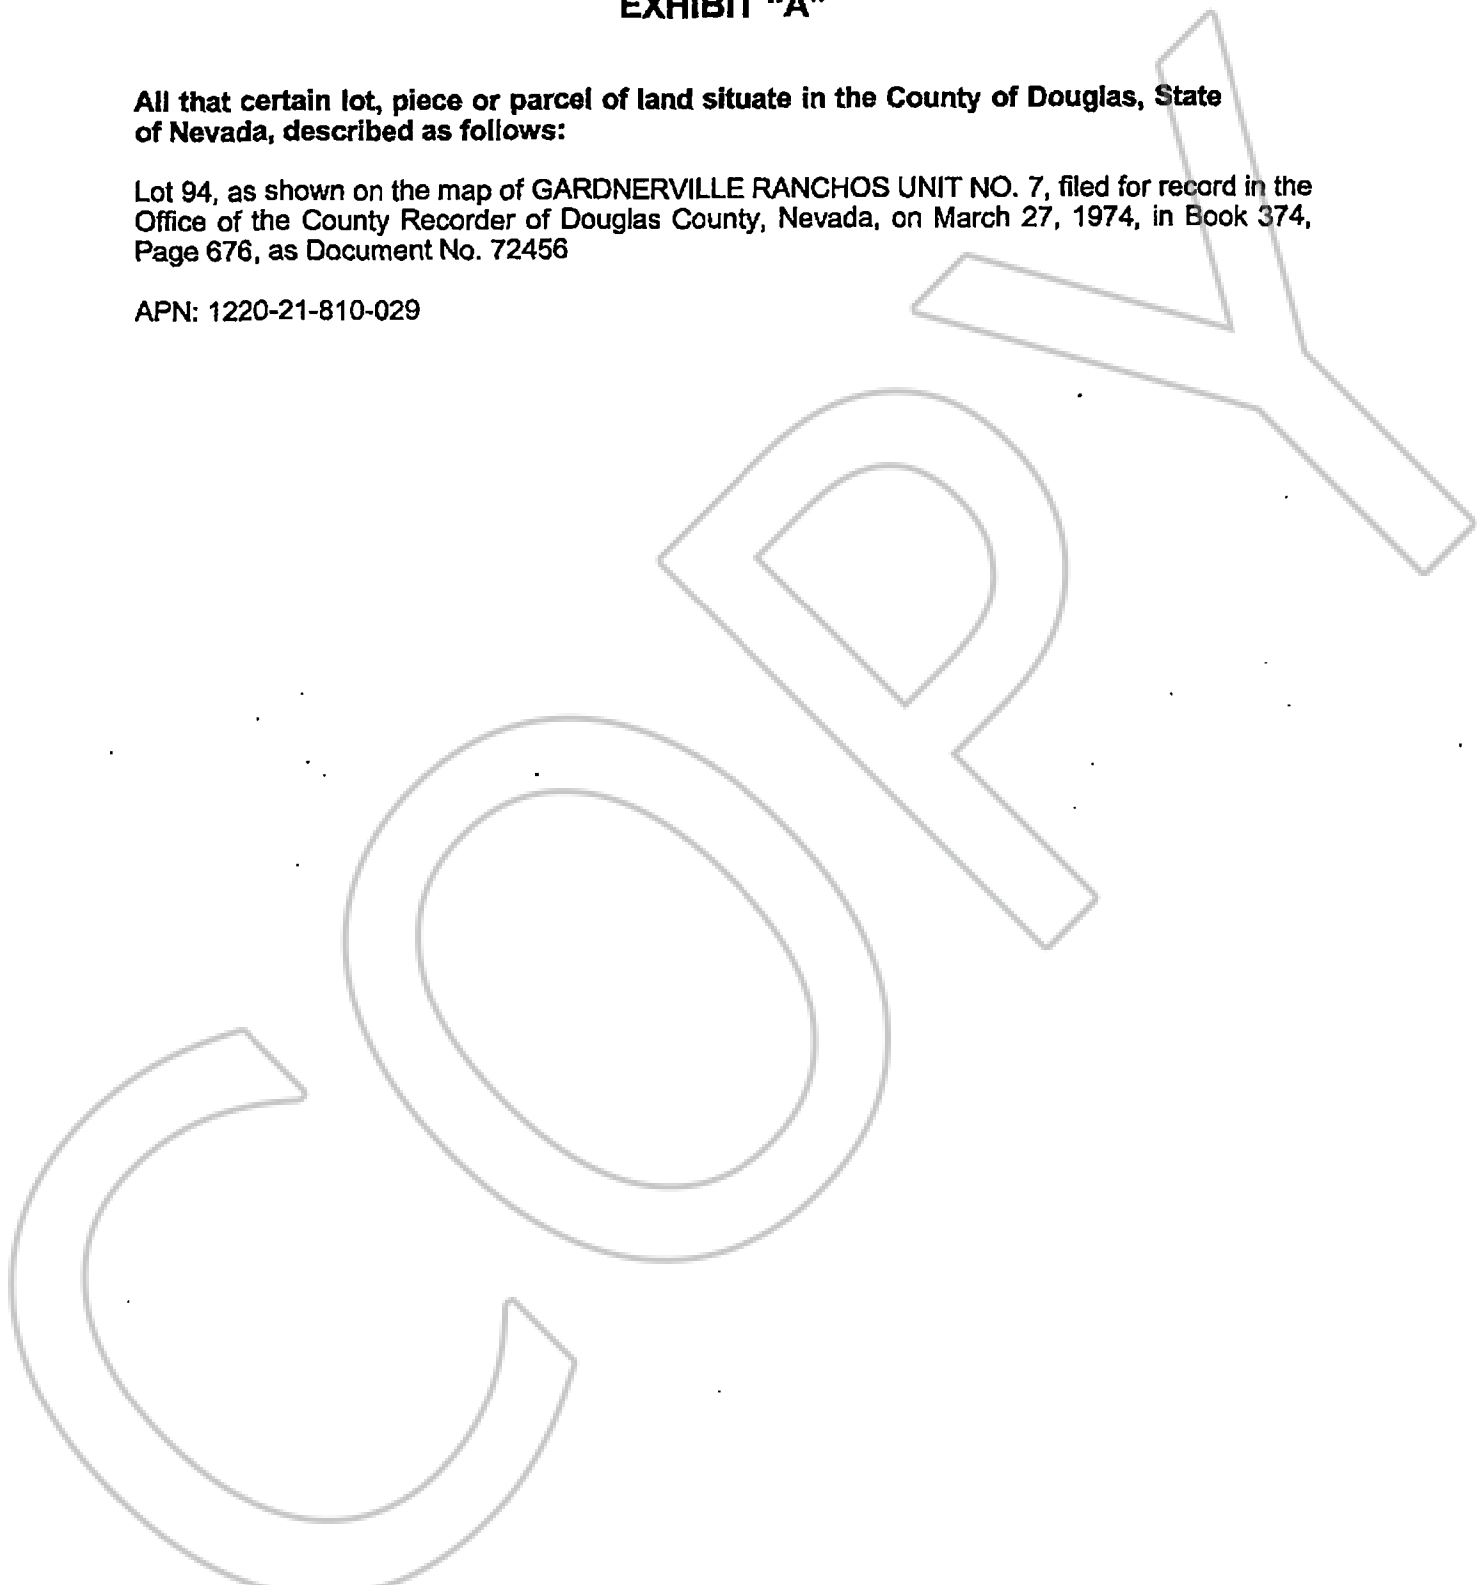 EXHIBIT "A"
All that certain lot, piece or parcel of land situate in the County of Douglas, State
of Nevada, described as follows:
Lot 94, as shown on the map of GARDNERVILLE RANCHOS UNIT NO. 7, filed for record in the
Office of the County Recorder of Douglas County, Nevada, on March 27, 1974, in Book 374,
Page 676, as Document No. 72456
APN: 1220-21-810-029
COPY